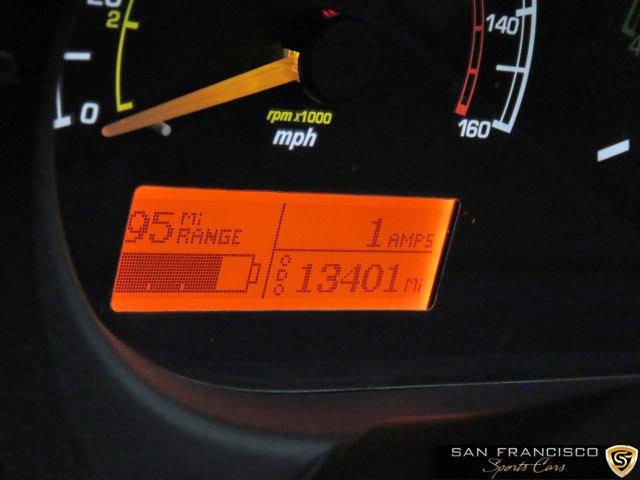 20
2
0
140
160
rpm x1000
mph
95 Mi RANGE
1 AMPS
ODO 13401 Mi
SAN FRANCISCO
Sports Cars